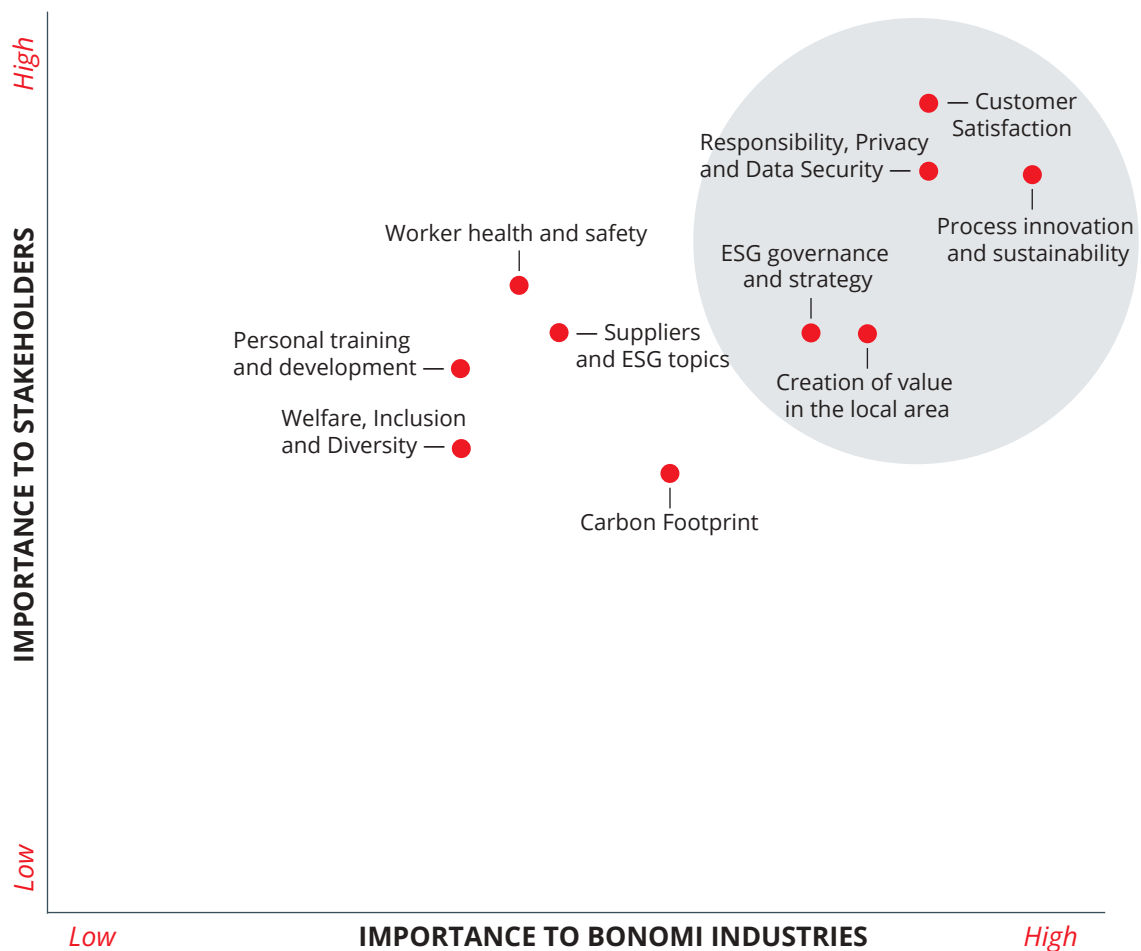 High
— Customer
Satisfaction
Responsibility, Privacy
and Data Security —
Process innovation
and sustainability
Worker health and safety
ESG governance
and strategy
— Suppliers
and ESG topics
Personal training
and development —
Creation of value
in the local area
Welfare, Inclusion
and Diversity —
Carbon Footprint
IMPORTANCE TO STAKEHOLDERS
Low
Low
IMPORTANCE TO BONOMI INDUSTRIES
High